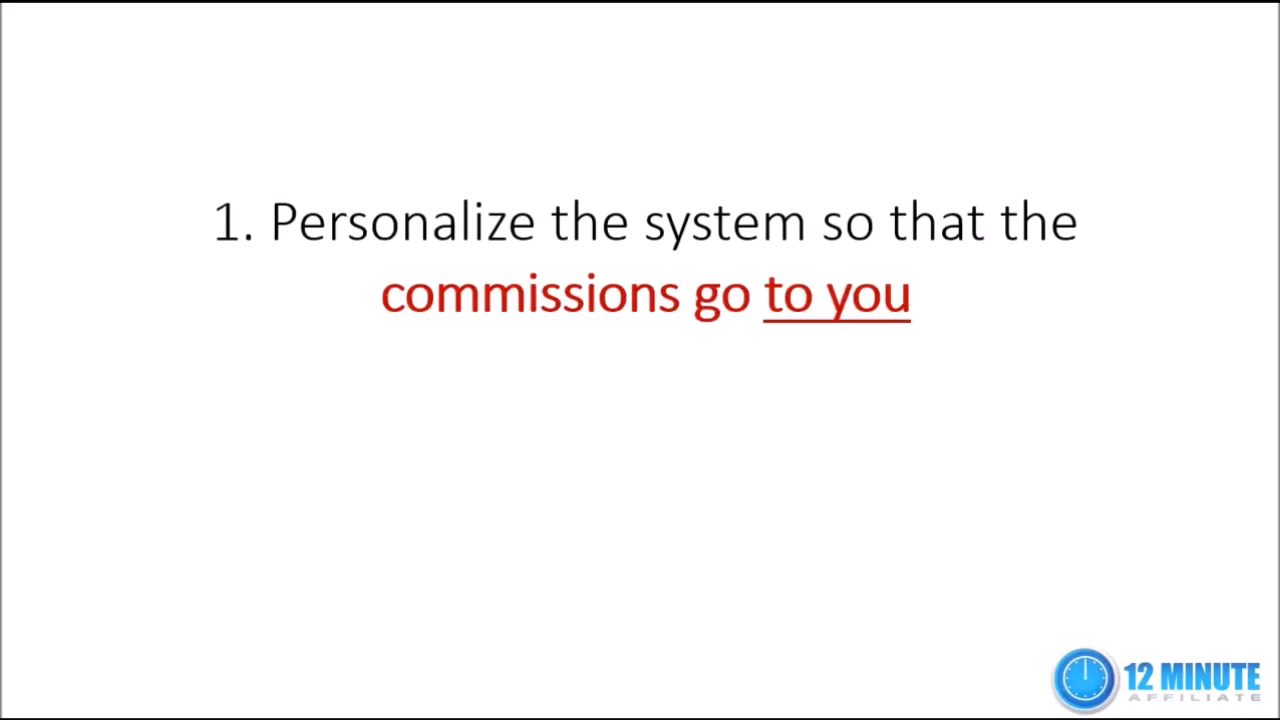 1. Personalize the system so that the
commissions go to you
12 MINUTE
AFFILIATE